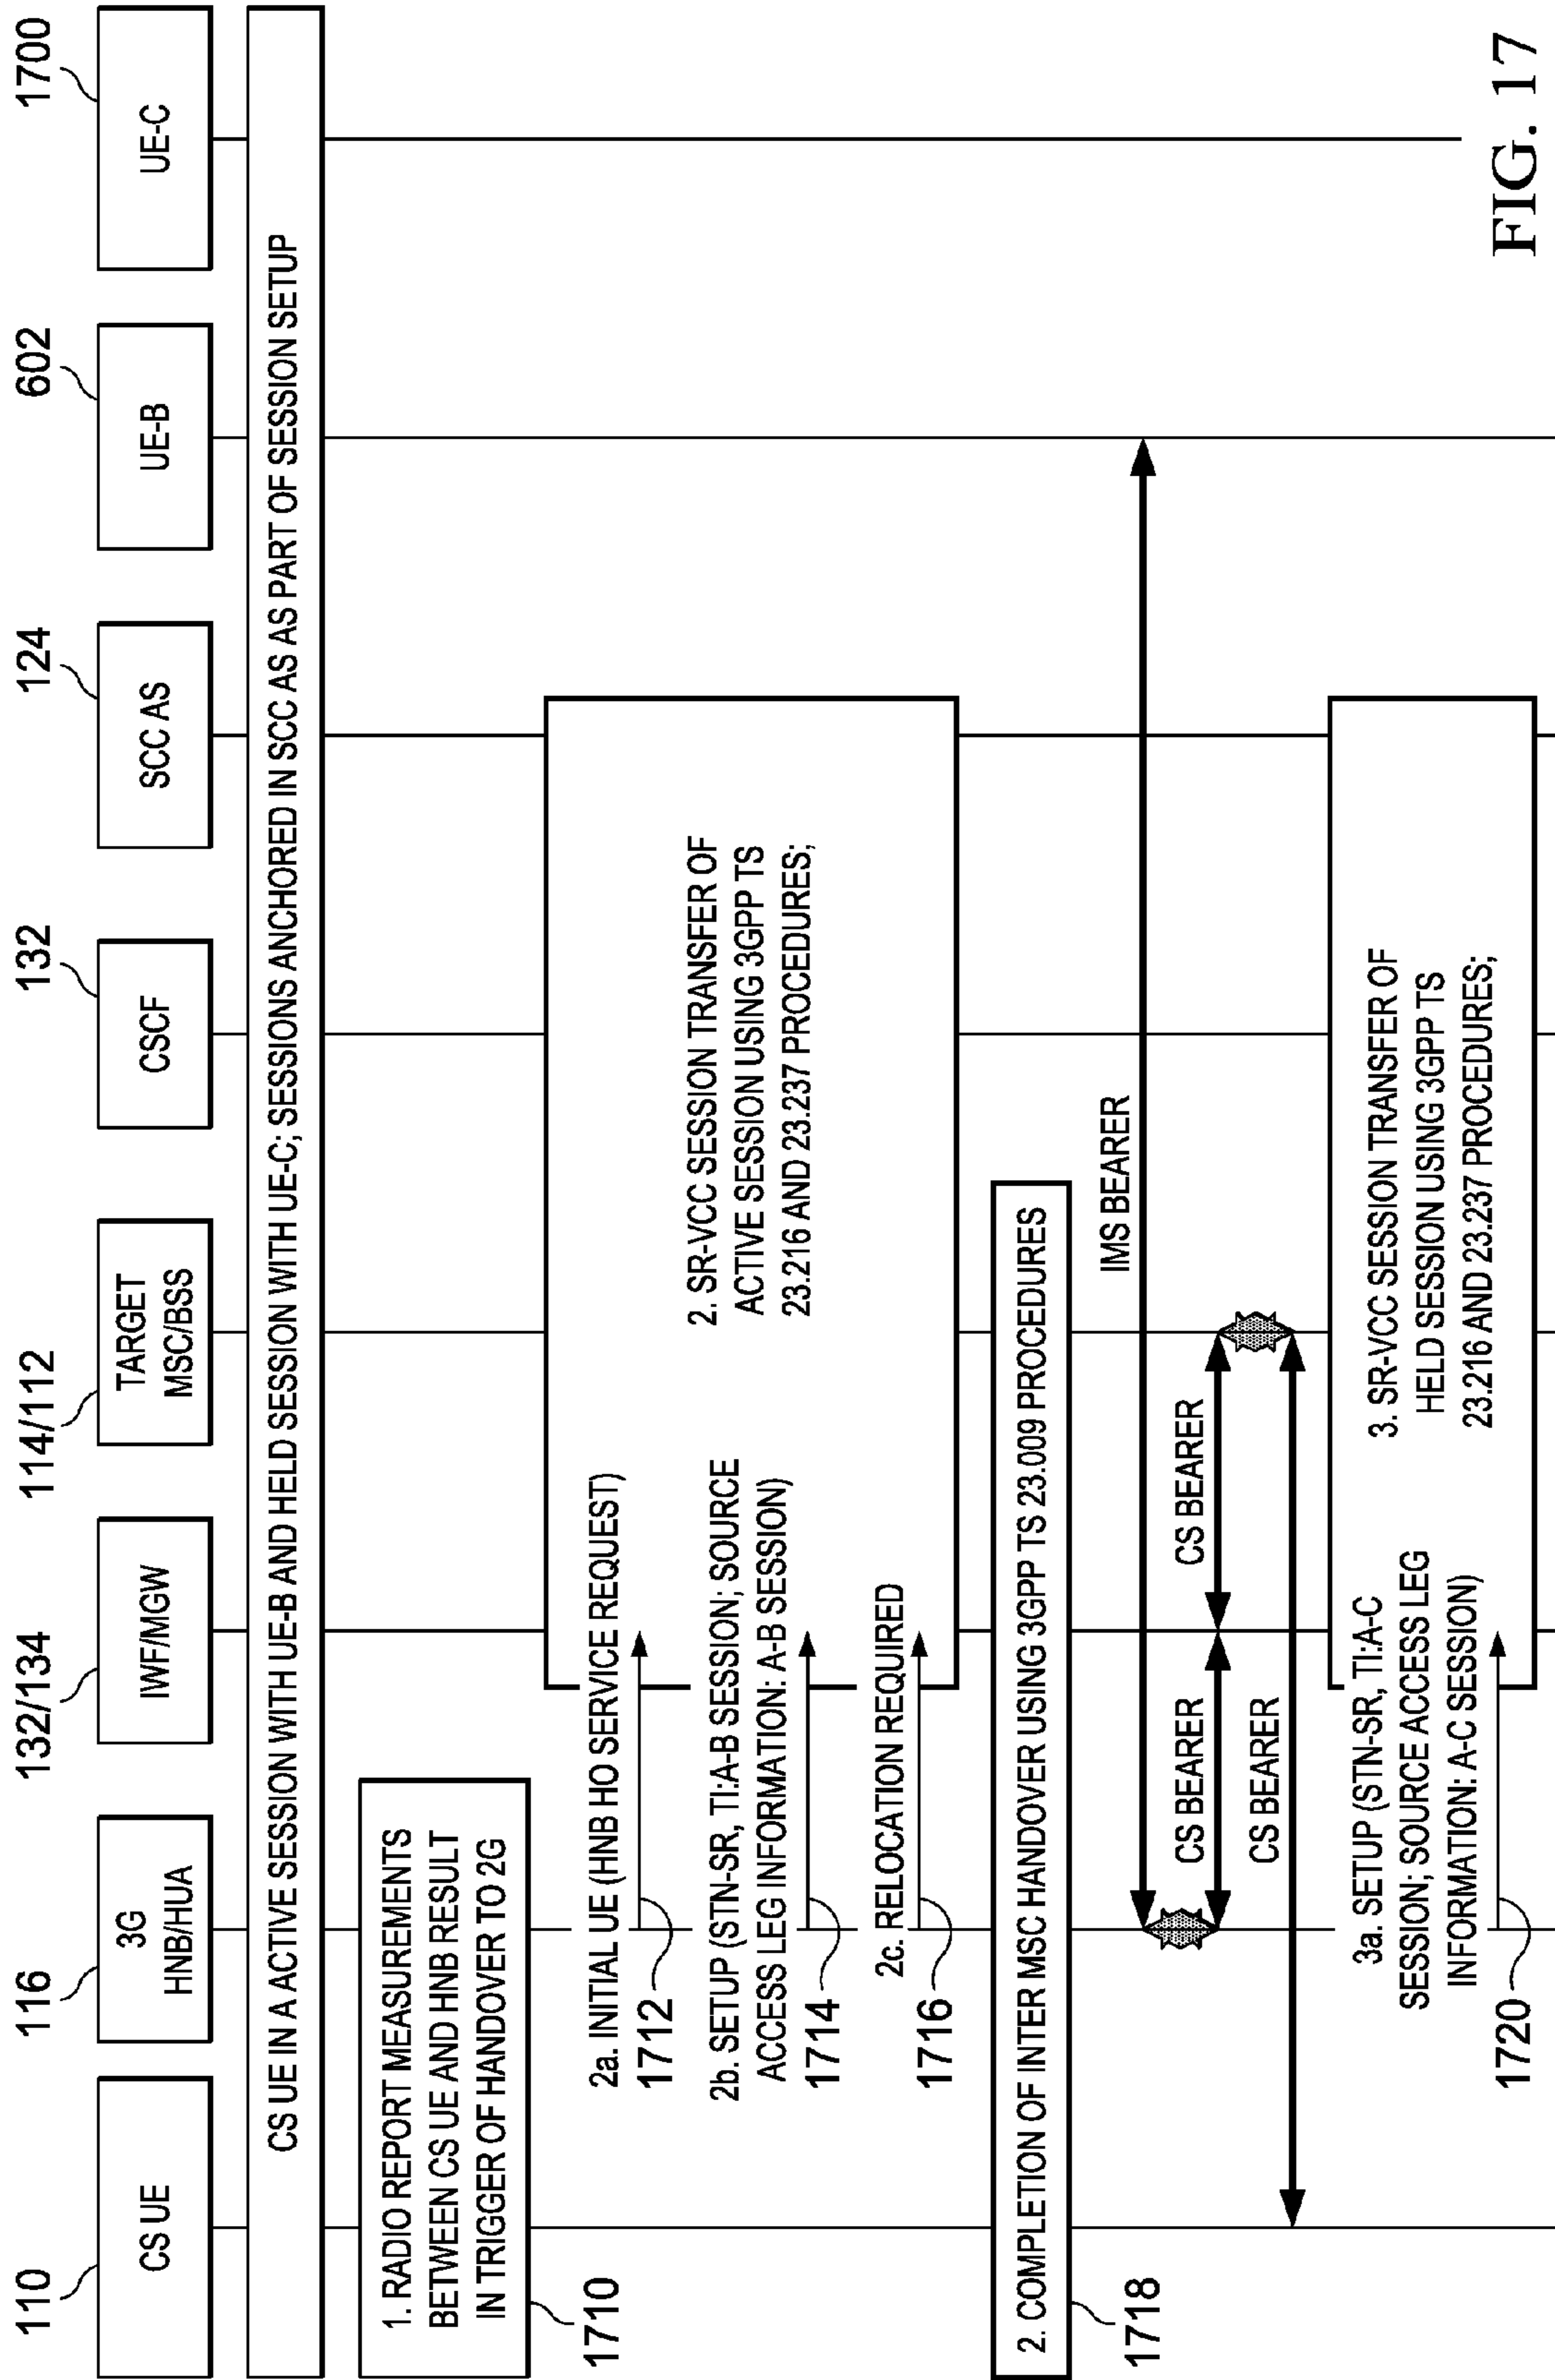 110
116
132/134
114/112
132
124
602
1700
CS UE
3G
HNB/HUA
IWF/MGW
TARGET
MSC/BSS
CSCF
SCC AS
UE-B
UE-C
CS UE IN A ACTIVE SESSION WITH UE-B AND HELD SESSION WITH UE-C; SESSIONS ANCHORED IN SCC AS AS PART OF SESSION SETUP
1. RADIO REPORT MEASUREMENTS
BETWEEN CS UE AND HNB RESULT
IN TRIGGER OF HANDOVER TO 2G
1710
2a. INITIAL UE (HNB HO SERVICE REQUEST)
1712
2b. SETUP (STN-SR, TI:A-B SESSION; SOURCE
ACCESS LEG INFORMATION: A-B SESSION)
1714
2c. RELOCATION REQUIRED
1716
2. SR-VCC SESSION TRANSFER OF
ACTIVE SESSION USING 3GPP TS
23.216 AND 23.237 PROCEDURES;
2. COMPLETION OF INTER MSC HANDOVER USING 3GPP TS 23.009 PROCEDURES
1718
IMS BEARER
CS BEARER
CS BEARER
CS BEARER
3a. SETUP (STN-SR, TI:A-C
SESSION; SOURCE ACCESS LEG
INFORMATION: A-C SESSION)
1720
3. SR-VCC SESSION TRANSFER OF
HELD SESSION USING 3GPP TS
23.216 AND 23.237 PROCEDURES;
FIG. 17